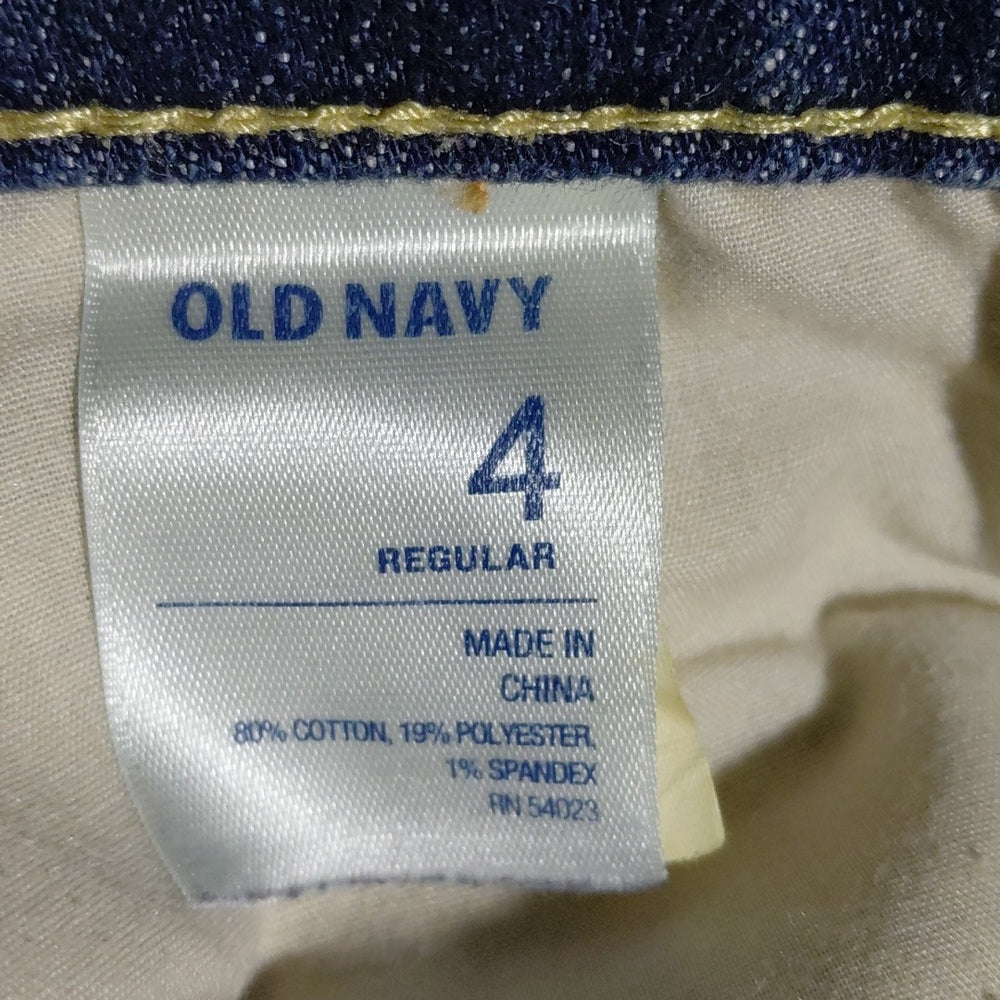 OLD NAVY
4
REGULAR
MADE IN
CHINA
80% COTTON, 19% POLYESTER,
1% SPANDEX
RN 54023